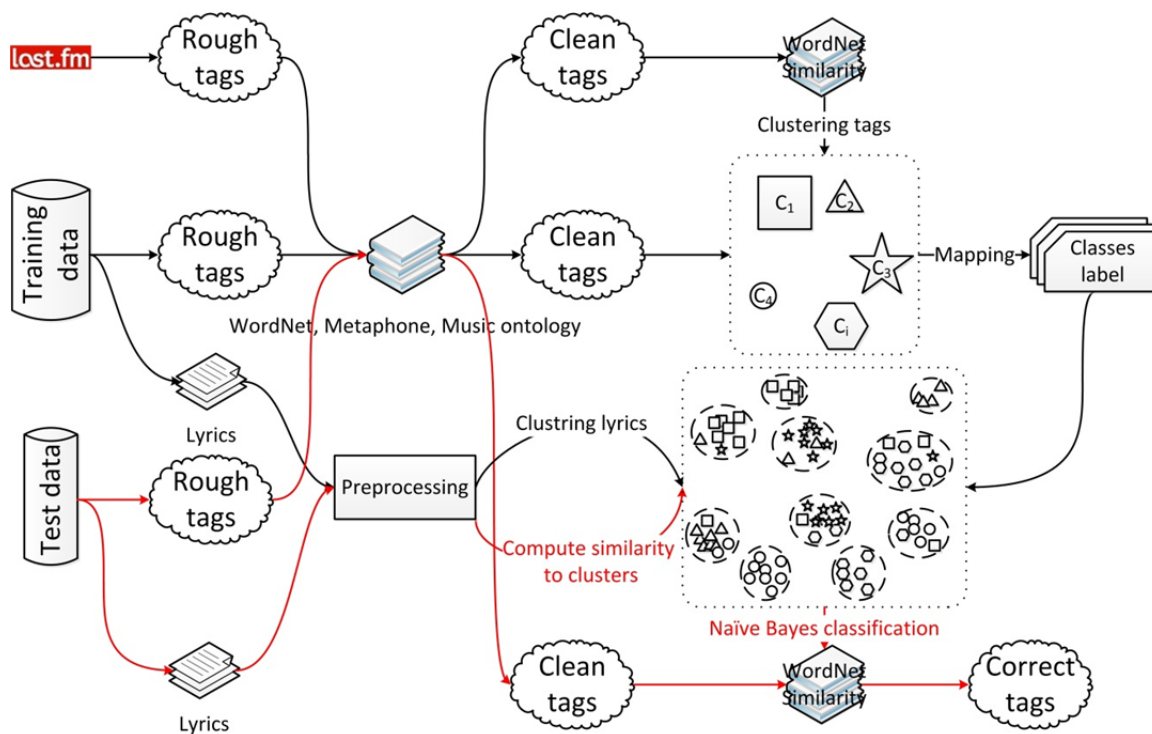 last.fm
Rough
tags
Clean
tags
WordNet
Similarity
Clustering tags
Training
data
Rough
tags
Clean
tags
C1
C2
C3
C4
Ci
Mapping
Classes
label
WordNet, Metaphone, Music ontology
Lyrics
Clustring lyrics
Test data
Rough
tags
Preprocessing
Compute similarity
to clusters
Naïve Bayes classification
Lyrics
Clean
tags
WordNet
Similarity
Correct
tags